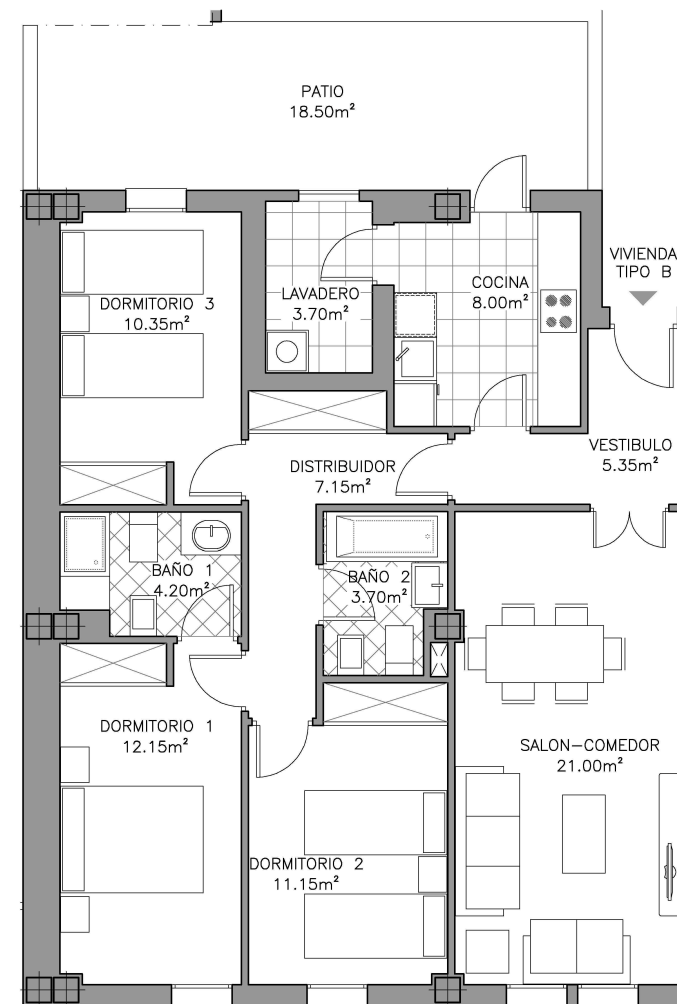 PATIO
18.50m²
VIVIENDA
TIPO B
COCINA
8.00m²
LAVADERO
3.70m²
DORMITORIO 3
10.35m²
VESTIBULO
5.35m²
DISTRIBUIDOR
7.15m²
BAÑO 1
4.20m²
BAÑO 2
3.70m²
DORMITORIO 1
12.15m²
SALON-COMEDOR
21.00m²
DORMITORIO 2
11.15m²